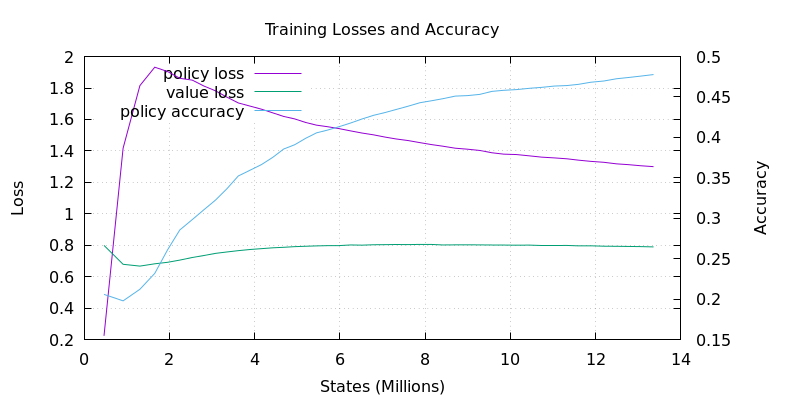 Training Losses and Accuracy
Loss
Accuracy
2
1.8
1.6
1.4
1.2
1
0.8
0.6
0.4
0.2
policy loss
value loss
policy accuracy
0.5
0.45
0.4
0.35
0.3
0.25
0.2
0.15
0 2 4 6 8 10 12 14
States (Millions)